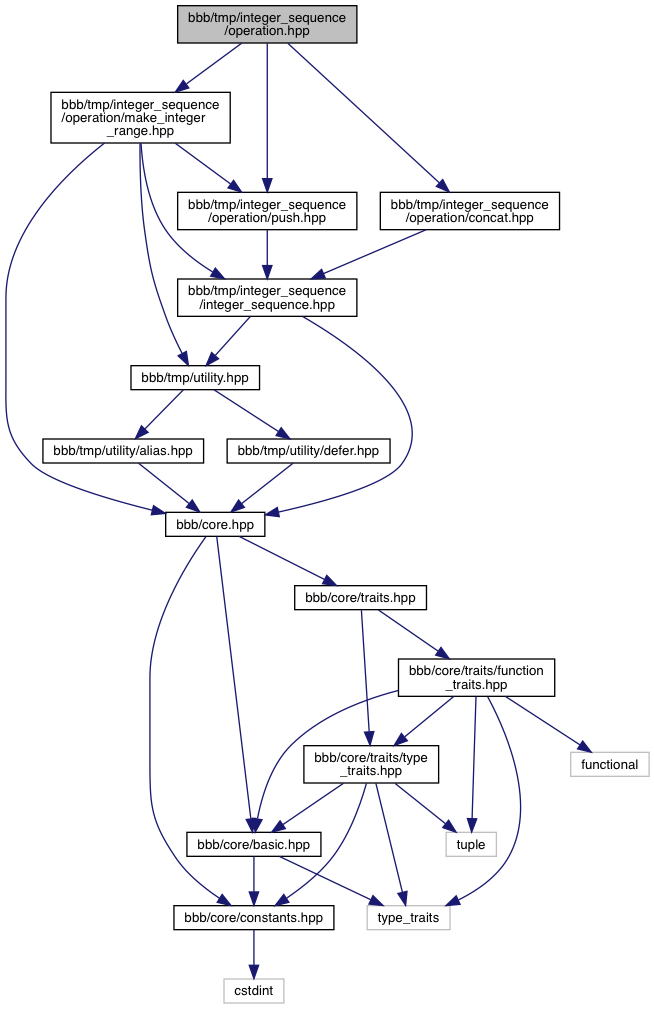 bbb/tmp/integer_sequence
/operation.hpp
bbb/tmp/integer_sequence
/operation/make_integer
_range.hpp
bbb/tmp/integer_sequence
/operation/push.hpp
bbb/tmp/integer_sequence
/operation/concat.hpp
bbb/tmp/integer_sequence
/integer_sequence.hpp
bbb/tmp/utility.hpp
bbb/tmp/utility/alias.hpp
bbb/tmp/utility/defer.hpp
bbb/core.hpp
bbb/core/traits.hpp
bbb/core/traits/function
_traits.hpp
bbb/core/traits/type
_traits.hpp
functional
bbb/core/basic.hpp
tuple
bbb/core/constants.hpp
type_traits
cstdint